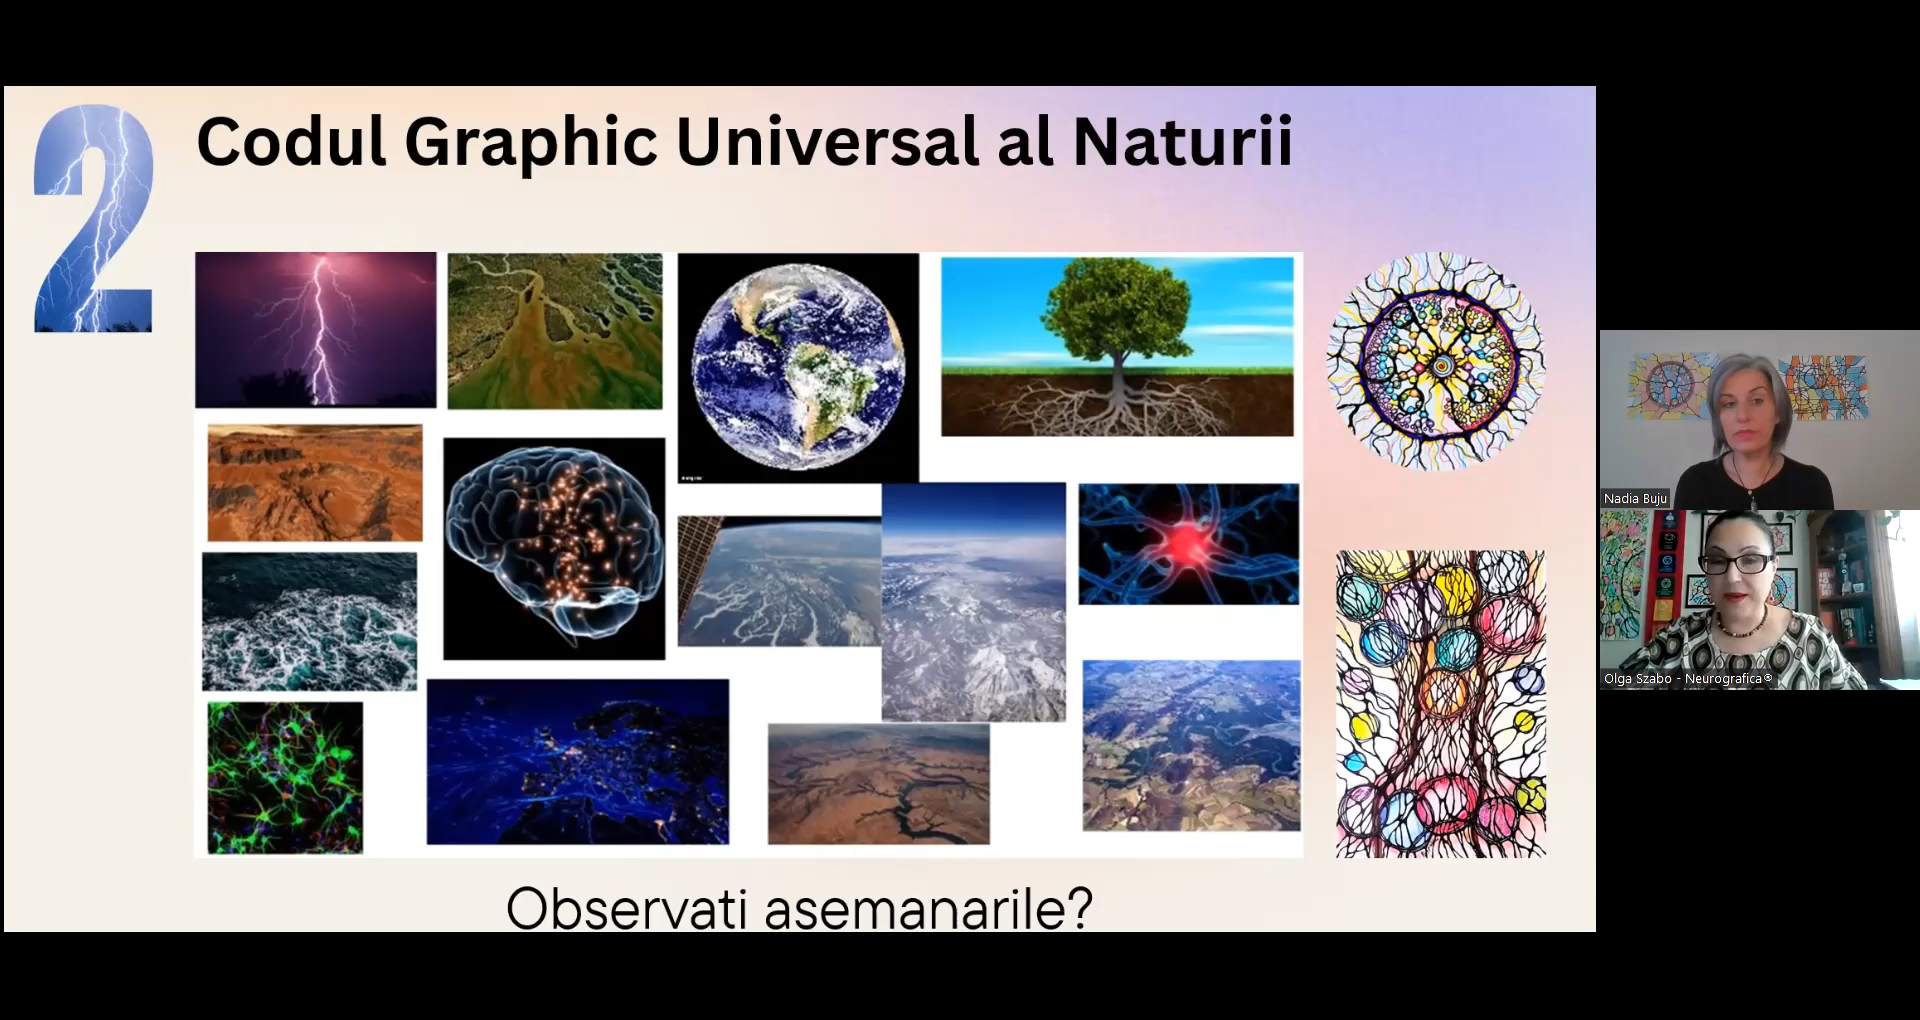 2
Codul Graphic Universal al Naturii
Observati asemanarile?
Nadia Buju
Olga Szabo - Neurografica®